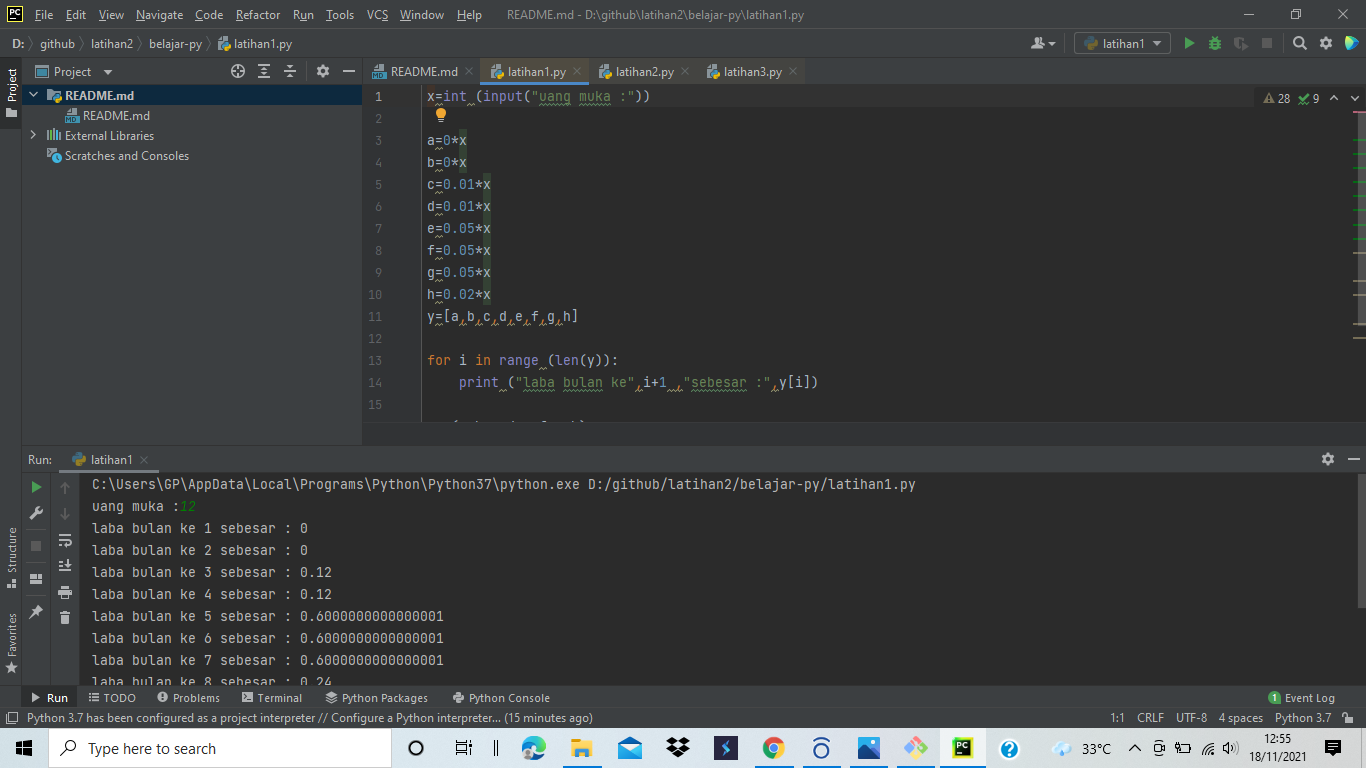 PC File Edit View Navigate Code Refactor Run Tools VCS Window Help README.md - D:\github\latihan2\belajar-py\latihan1.py
D: github latihan2 belajar-py latihan1.py latihan1
Project
Project
README.md
README.md
External Libraries
Scratches and Consoles
README.md latihan1.py latihan2.py latihan3.py
28 9
1 x=int (input("uang muka :"))
2
3 a=0*x
4 b=0*x
5 c=0.01*x
6 d=0.01*x
7 e=0.05*x
8 f=0.05*x
9 g=0.05*x
10 h=0.02*x
11 y=[a,b,c,d,e,f,g,h]
12
13 for i in range (len(y)):
14 print ("laba bulan ke",i+1 ,"sebesar :",y[i])
15
Run: latihan1
C:\Users\GP\AppData\Local\Programs\Python\Python37\python.exe D:/github/latihan2/belajar-py/latihan1.py
uang muka :12
laba bulan ke 1 sebesar : 0
laba bulan ke 2 sebesar : 0
laba bulan ke 3 sebesar : 0.12
laba bulan ke 4 sebesar : 0.12
laba bulan ke 5 sebesar : 0.6000000000000001
laba bulan ke 6 sebesar : 0.6000000000000001
laba bulan ke 7 sebesar : 0.6000000000000001
laba bulan ke 8 sebesar : 0.24
Structure
Favorites
Run TODO Problems Terminal Python Packages Python Console 1 Event Log
Python 3.7 has been configured as a project interpreter // Configure a Python interpreter... (15 minutes ago) 1:1 CRLF UTF-8 4 spaces Python 3.7
Type here to search
PC
33°C
12:55
18/11/2021